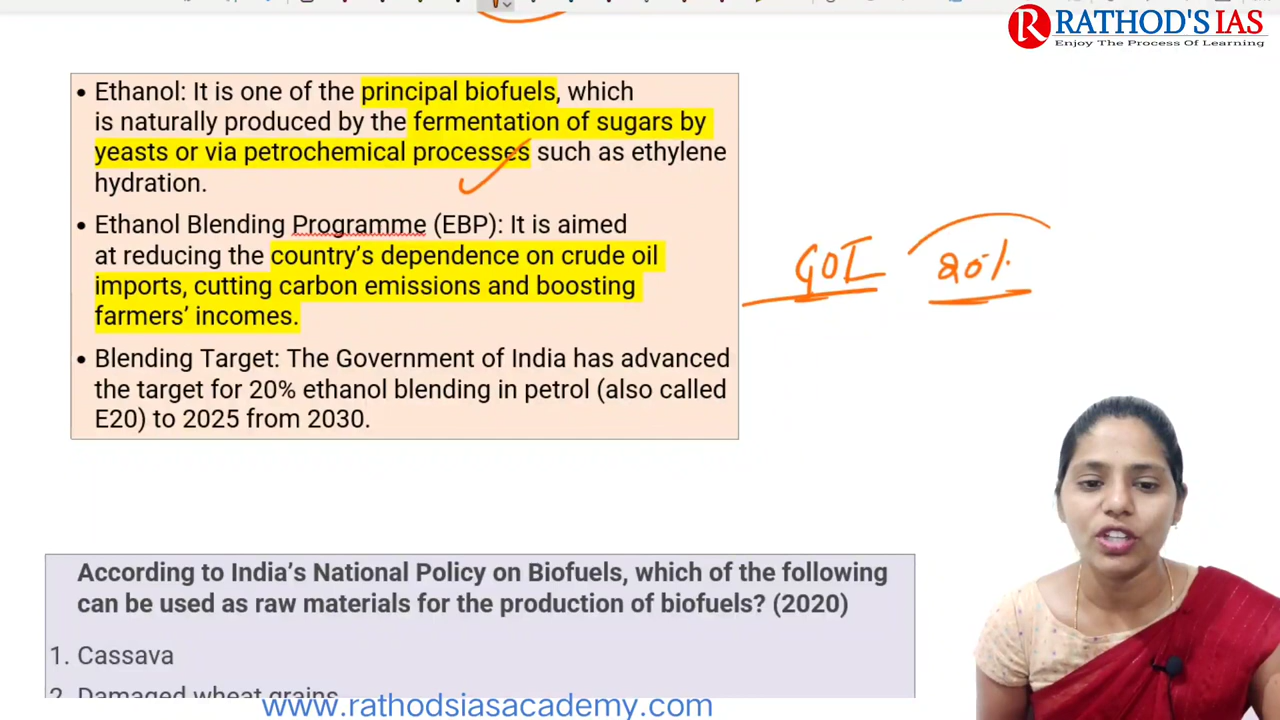 RATHOD'S IAS
Enjoy The Process Of Learning
• Ethanol: It is one of the principal biofuels, which
is naturally produced by the fermentation of sugars by
yeasts or via petrochemical processes such as ethylene
hydration.
• Ethanol Blending Programme (EBP): It is aimed
at reducing the country’s dependence on crude oil
imports, cutting carbon emissions and boosting
farmers’ incomes.
GOI 20%
• Blending Target: The Government of India has advanced
the target for 20% ethanol blending in petrol (also called
E20) to 2025 from 2030.
According to India’s National Policy on Biofuels, which of the following
can be used as raw materials for the production of biofuels? (2020)
1. Cassava
2. Damaged wheat grains
www.rathodsiasacademy.com